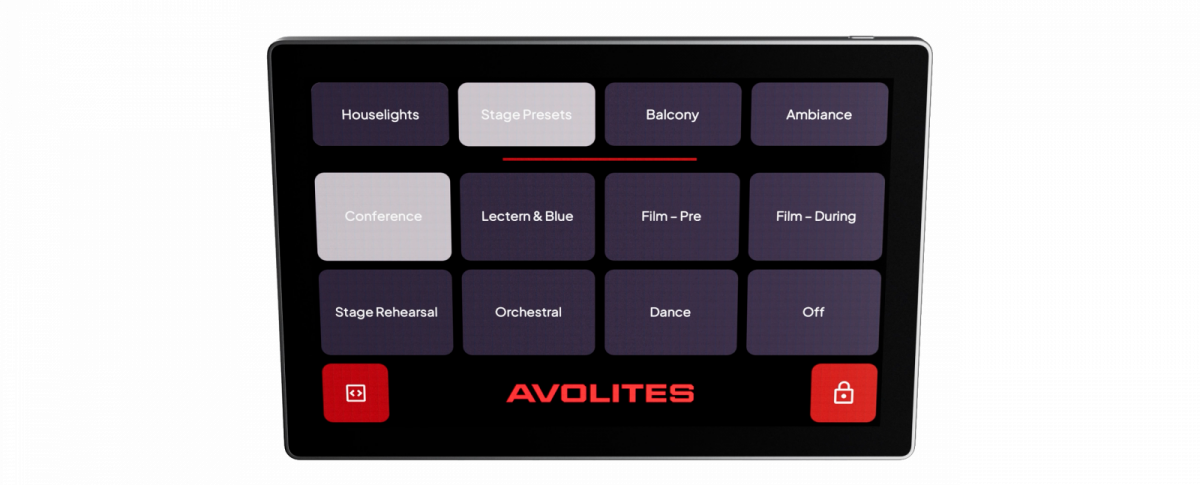 Houselights
Stage Presets
Balcony
Ambiance
Conference
Lectern & Blue
Film – Pre
Film – During
Stage Rehearsal
Orchestral
Dance
Off
AVOLITES